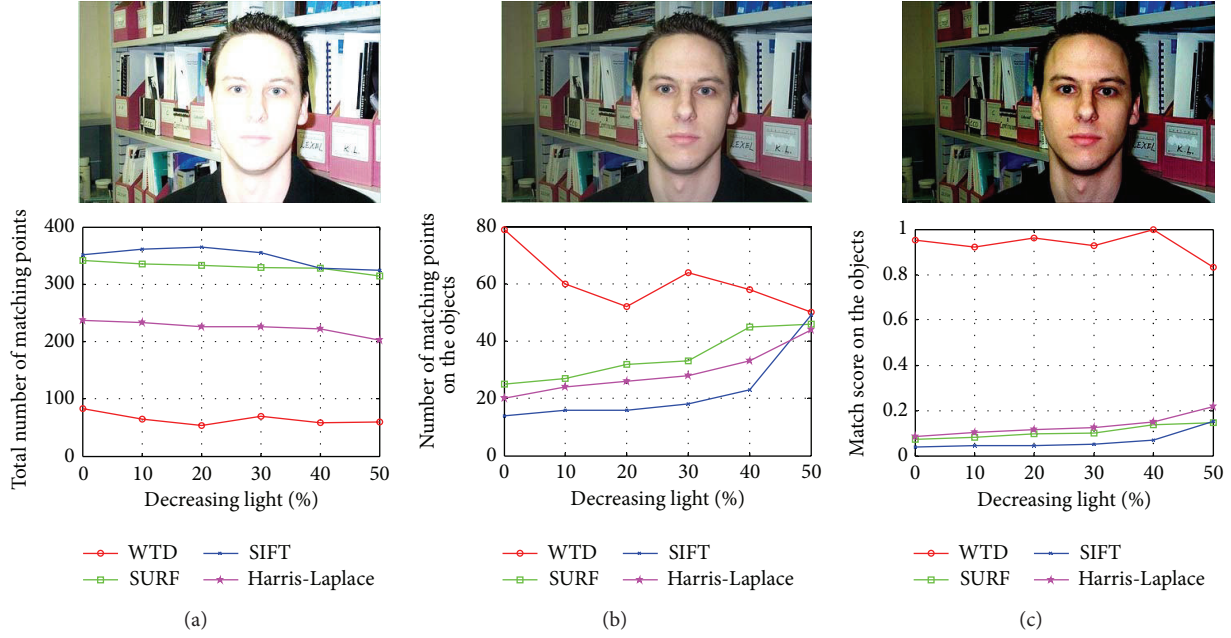 LEXEL
K. L.
LEXEL
K. L.
LEXEL
K. L.
Total number of matching points
400
300
200
100
0
0 10 20 30 40 50
Decreasing light (%)
WTD SIFT
SURF Harris-Laplace
(a)
Number of matching points
on the objects
80
60
40
20
0
0 10 20 30 40 50
Decreasing light (%)
WTD SIFT
SURF Harris-Laplace
(b)
Match score on the objects
1
0.8
0.6
0.4
0.2
0
0 10 20 30 40 50
Decreasing light (%)
WTD SIFT
SURF Harris-Laplace
(c)